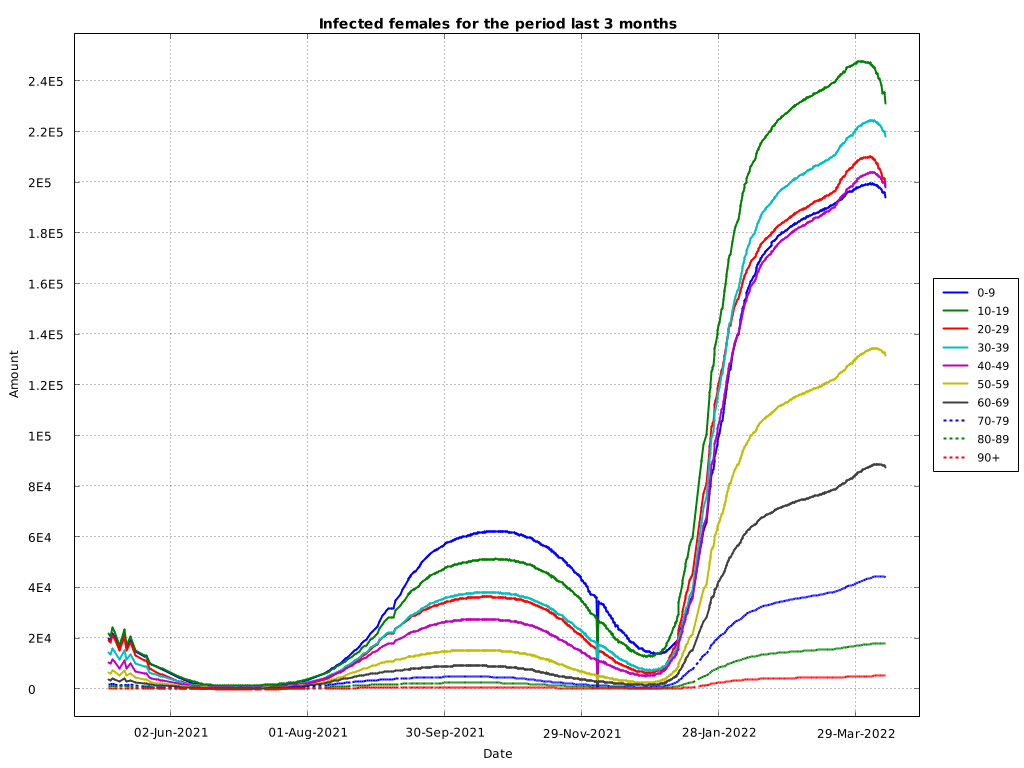 Infected females for the period last 3 months
2.4E5
2.2E5
2E5
1.8E5
1.6E5
1.4E5
1.2E5
1E5
8E4
6E4
4E4
2E4
0
Amount
02-Jun-2021
01-Aug-2021
30-Sep-2021
29-Nov-2021
28-Jan-2022
29-Mar-2022
Date
0-9
10-19
20-29
30-39
40-49
50-59
60-69
70-79
80-89
90+